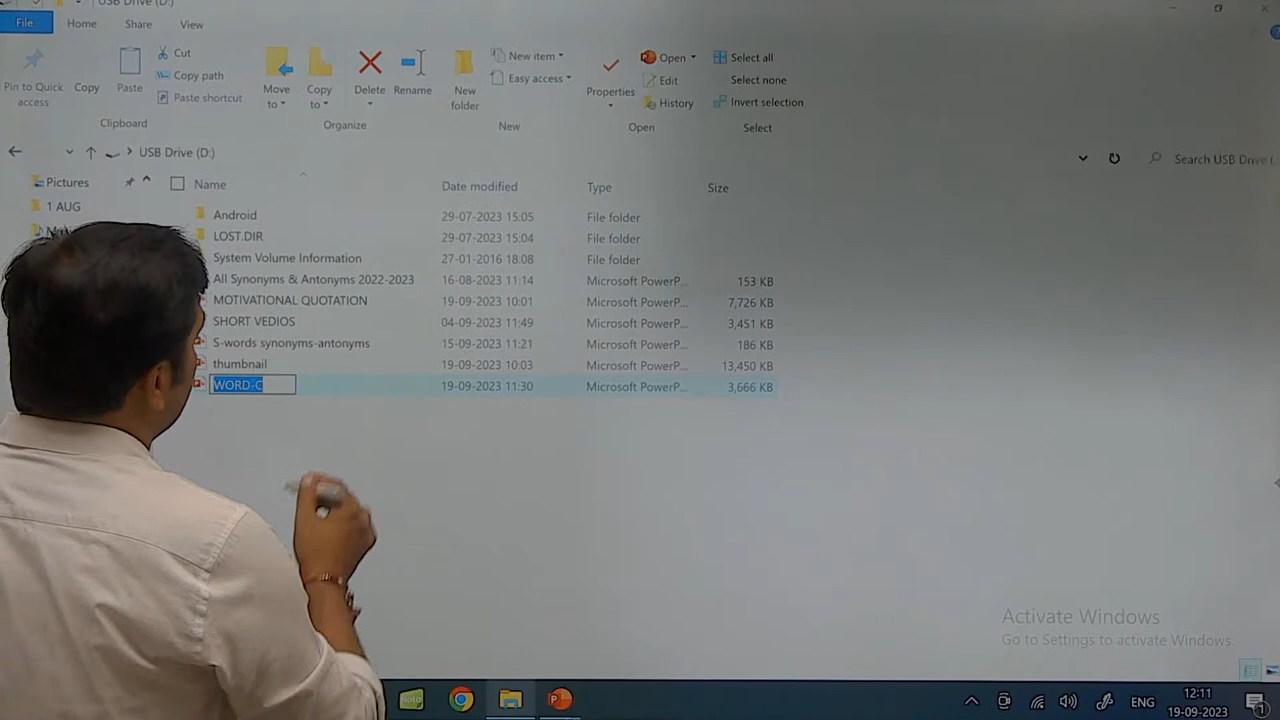 USB Drive (D:)
File Home Share View
Pin to Quick access
Copy
Paste
Cut
Copy path
Paste shortcut
Clipboard
Move to
Copy to
Delete
Rename
Organize
New folder
New item
Easy access
New
Properties
Open
Edit
History
Open
Select all
Select none
Invert selection
Select
USB Drive (D:)
Search USB Drive (
Pictures
1 AUG
Name Date modified Type Size
Android 29-07-2023 15:05 File folder
LOST.DIR 29-07-2023 15:04 File folder
System Volume Information 27-01-2016 18:08 File folder
All Synonyms & Antonyms 2022-2023 16-08-2023 11:14 Microsoft PowerP... 153 KB
MOTIVATIONAL QUOTATION 19-09-2023 10:01 Microsoft PowerP... 7,726 KB
SHORT VEDIOS 04-09-2023 11:49 Microsoft PowerP... 3,451 KB
S-words synonyms-antonyms 15-09-2023 11:21 Microsoft PowerP... 186 KB
thumbnail 19-09-2023 10:03 Microsoft PowerP... 13,450 KB
WORD-C 19-09-2023 11:30 Microsoft PowerP... 3,666 KB
Activate Windows
Go to Settings to activate Windows.
Note
ENG
12:11
19-09-2023
1